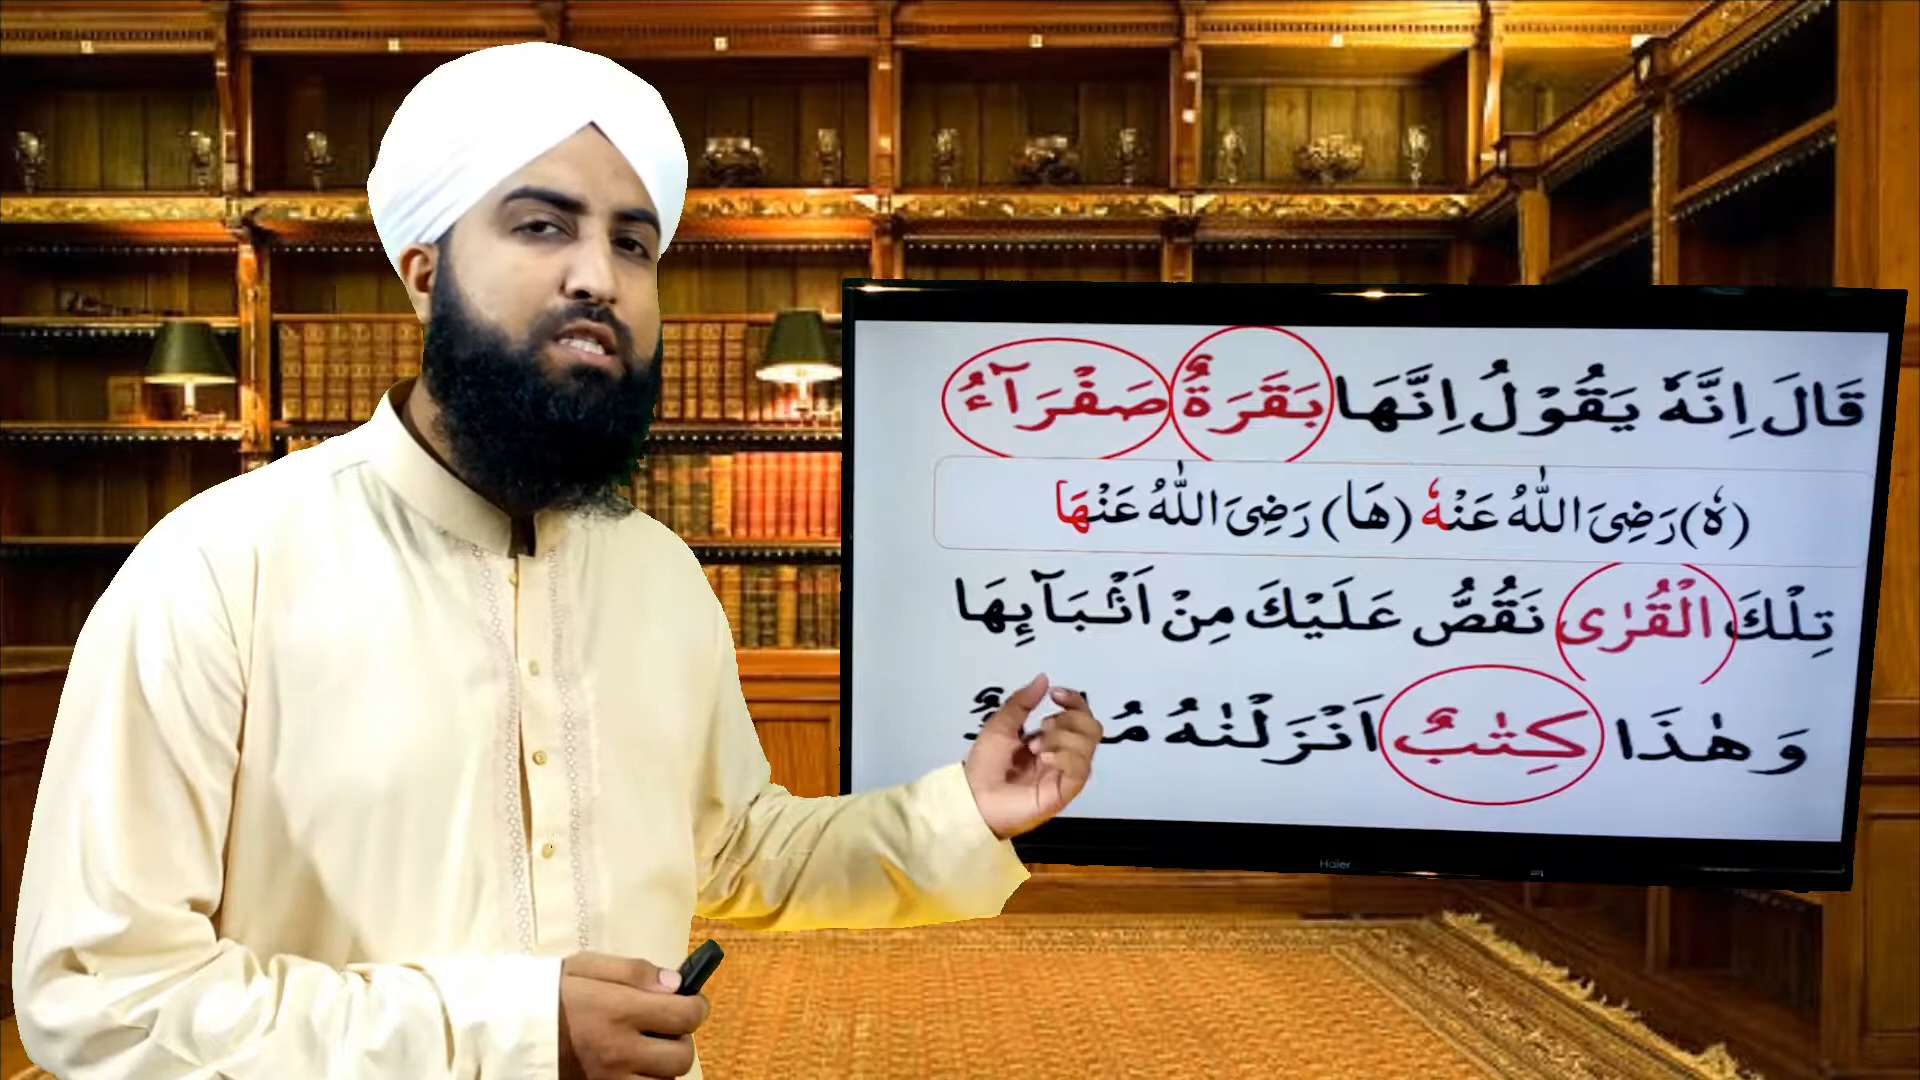 قَالَ اِنَّهٗ يَقُوْلُ اِنَّهَا بَقَرَةٌ صَفْرَآءُ
(هٗ) رَضِىَ اللّٰهُ عَنْهٗ (هَا) رَضِىَ اللّٰهُ عَنْهَا
تِلْكَ الْقُرٰى نَقُصُّ عَلَيْكَ مِنْ اَنْۢبَآىِٕهَا
وَ هٰذَا كِتٰبٌ اَنْزَلْنٰهُ
Haier